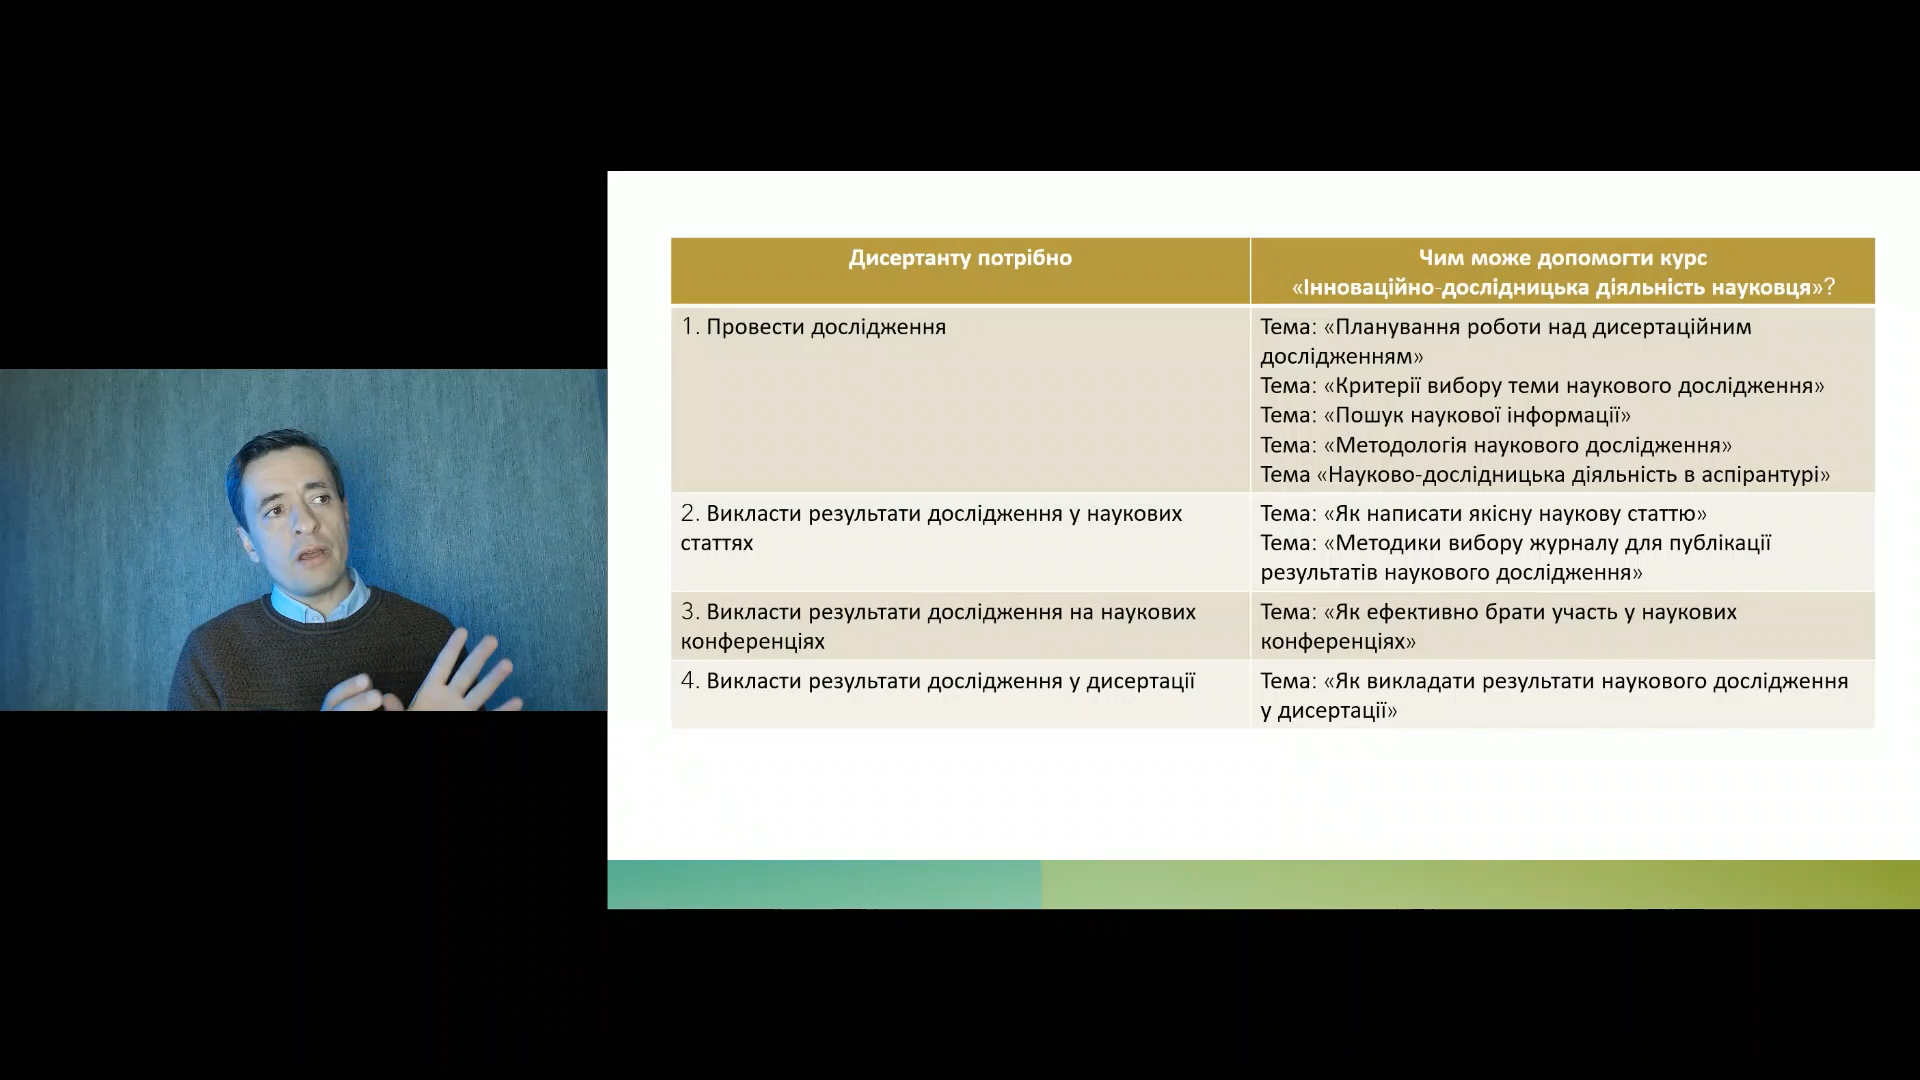 Дисертанту потрібно
Чим може допомогти курс
«Інноваційно-дослідницька діяльність науковця»?
1. Провести дослідження
Тема: «Планування роботи над дисертаційним
дослідженням»
Тема: «Критерії вибору теми наукового дослідження»
Тема: «Пошук наукової інформації»
Тема: «Методологія наукового дослідження»
Тема «Науково-дослідницька діяльність в аспірантурі»
2. Викласти результати дослідження у наукових
статтях
Тема: «Як написати якісну наукову статтю»
Тема: «Методики вибору журналу для публікації
результатів наукового дослідження»
3. Викласти результати дослідження на наукових
конференціях
Тема: «Як ефективно брати участь у наукових
конференціях»
4. Викласти результати дослідження у дисертації
Тема: «Як викладати результати наукового дослідження
у дисертації»